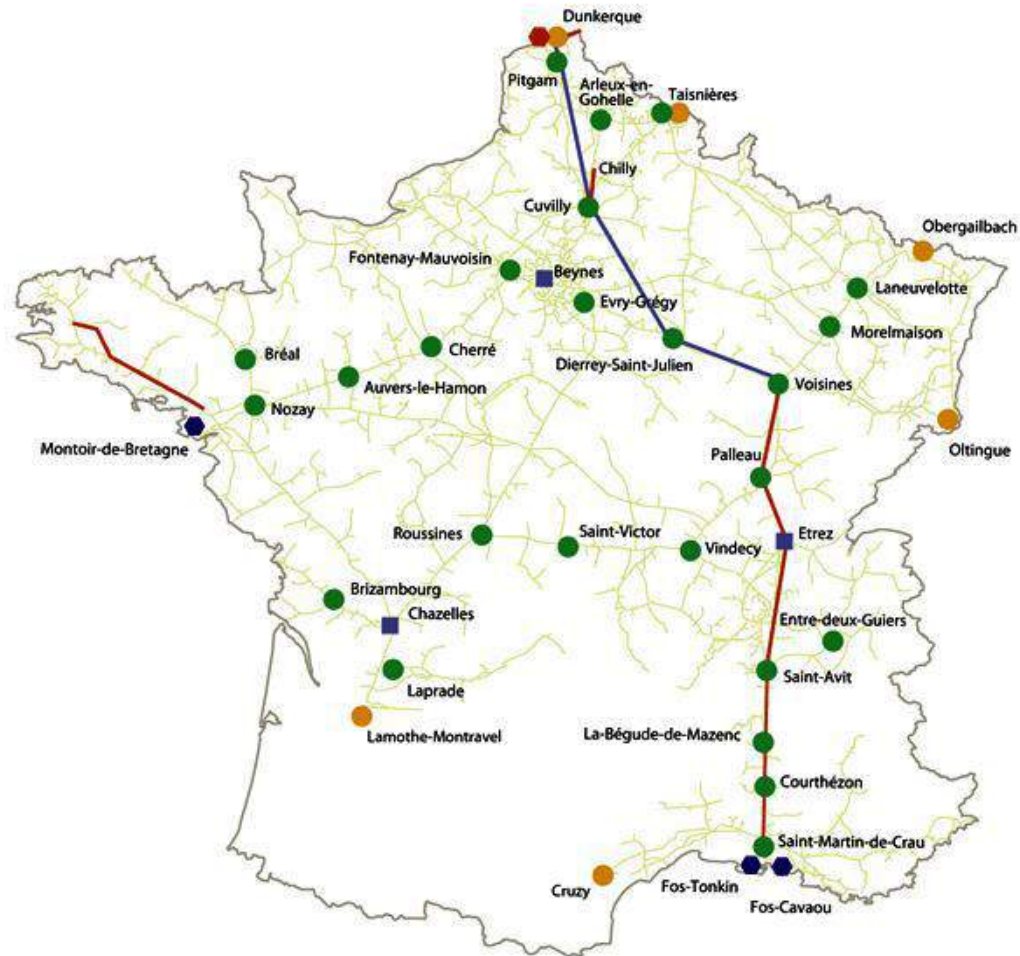 Dunkerque
Pitgam
Arleux-en-
Gohelle
Taisnières
Chilly
Cuvilly
Obergailbach
Fontenay-Mauvoisin
Beynes
Laneuvelotte
Evry-Grégy
Morelmaison
Bréal
Cherré
Dierrey-Saint-Julien
Auvers-le-Hamon
Voisines
Nozay
Montoir-de-Bretagne
Oltingue
Palleau
Roussines
Saint-Victor
Vindecy
Etrez
Brizambourg
Chazelles
Entre-deux-Guiers
Saint-Avit
Laprade
Lamothe-Montravel
La-Bégude-de-Mazenc
Courthézon
Saint-Martin-de-Crau
Cruzy
Fos-Tonkin
Fos-Cavaou